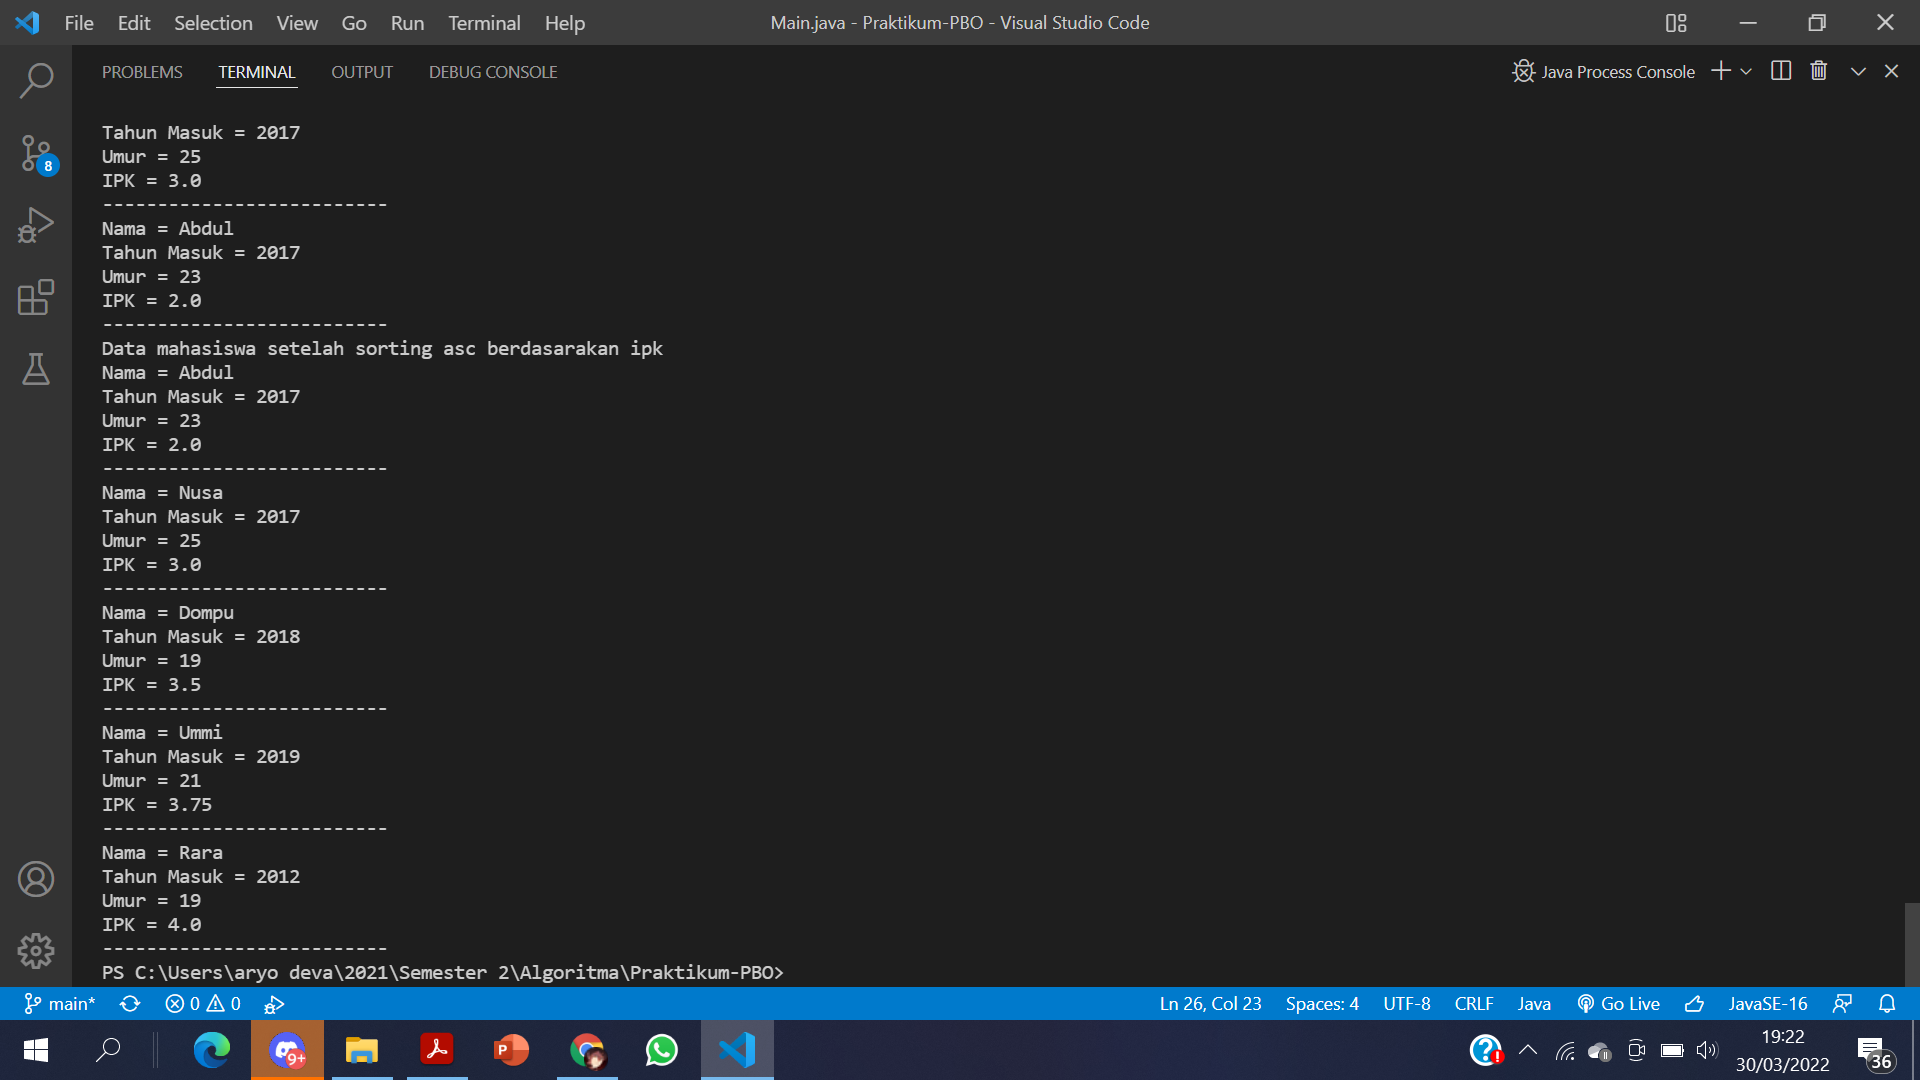 File Edit Selection View Go Run Terminal Help
Main.java - Praktikum-PBO - Visual Studio Code
PROBLEMS TERMINAL OUTPUT DEBUG CONSOLE
Java Process Console
8
Tahun Masuk = 2017
Umur = 25
IPK = 3.0
--------------------------
Nama = Abdul
Tahun Masuk = 2017
Umur = 23
IPK = 2.0
--------------------------
Data mahasiswa setelah sorting asc berdasarakan ipk
Nama = Abdul
Tahun Masuk = 2017
Umur = 23
IPK = 2.0
--------------------------
Nama = Nusa
Tahun Masuk = 2017
Umur = 25
IPK = 3.0
--------------------------
Nama = Dompu
Tahun Masuk = 2018
Umur = 19
IPK = 3.5
--------------------------
Nama = Ummi
Tahun Masuk = 2019
Umur = 21
IPK = 3.75
--------------------------
Nama = Rara
Tahun Masuk = 2012
Umur = 19
IPK = 4.0
--------------------------
PS C:\Users\aryo deva\2021\Semester 2\Algoritma\Praktikum-PBO>
main* 0 0 Ln 26, Col 23 Spaces: 4 UTF-8 CRLF Java Go Live JavaSE-16
9+
P
19:22
30/03/2022
36